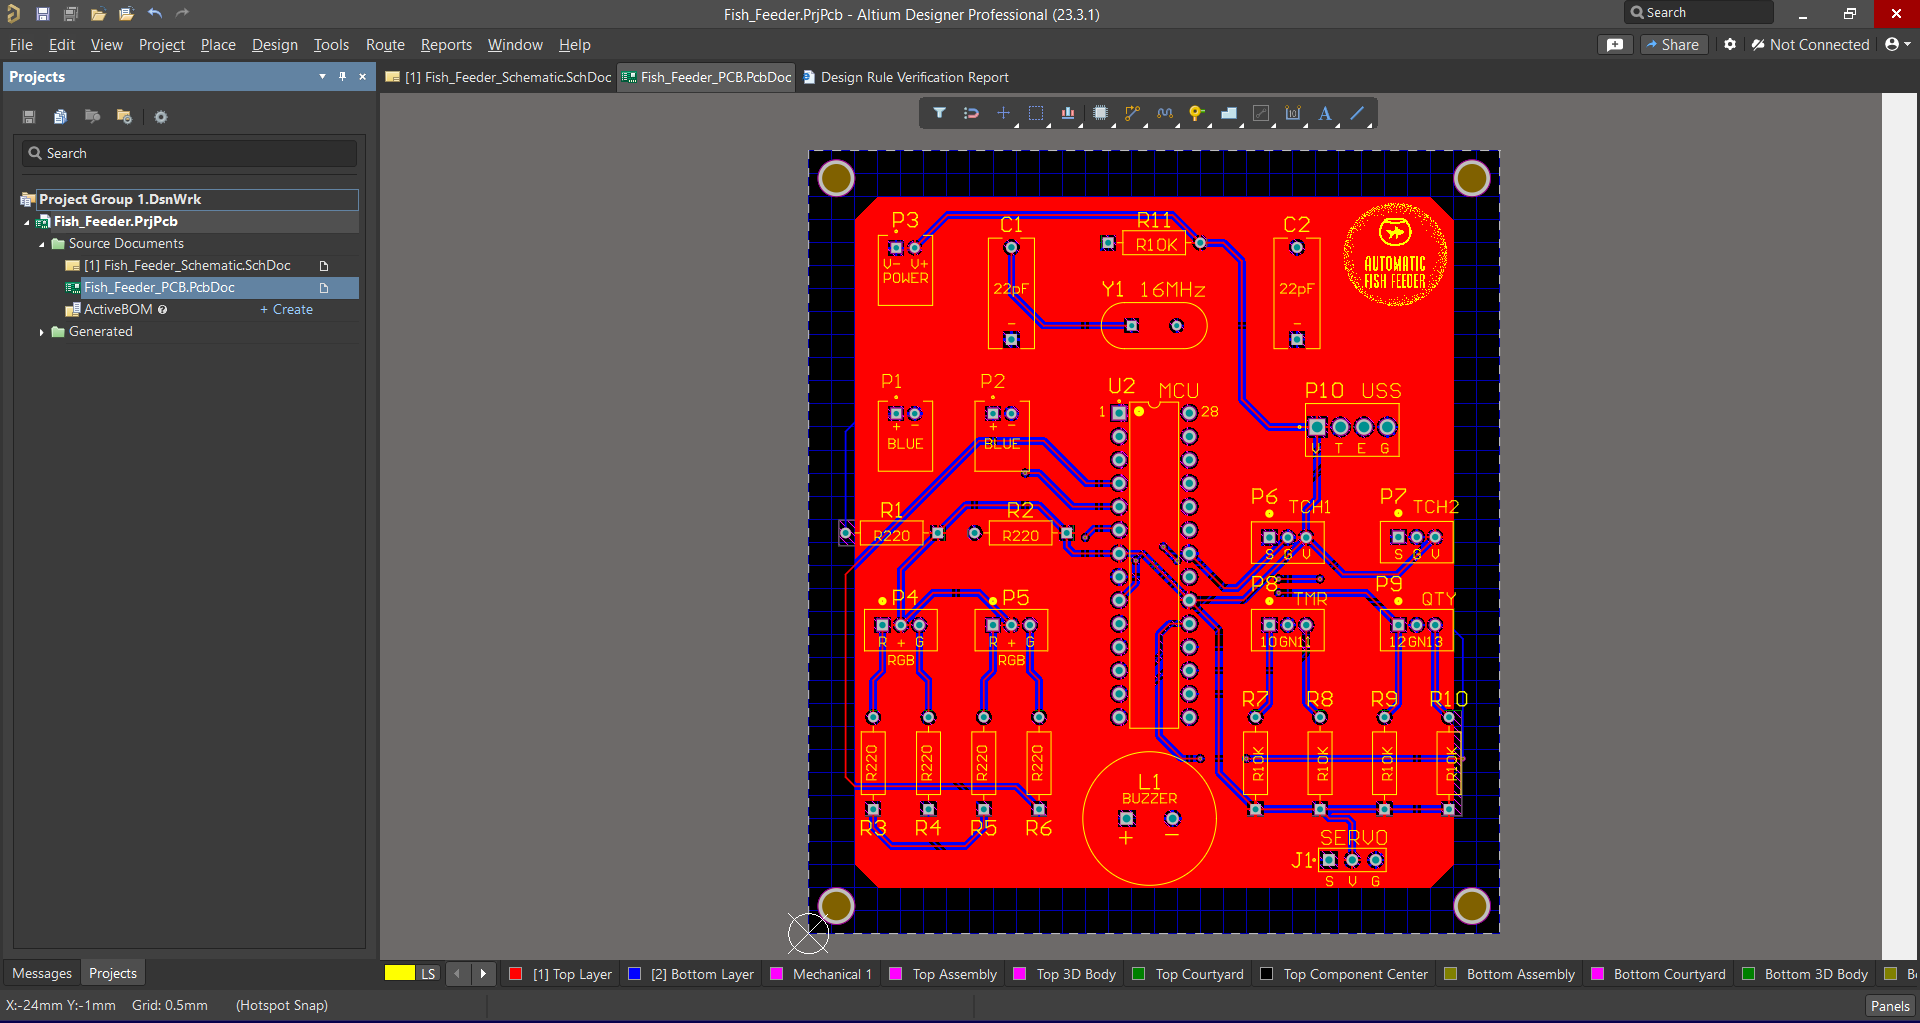 Fish_Feeder.PrjPcb - Altium Designer Professional (23.3.1)
Search
File Edit View Project Place Design Tools Route Reports Window Help
Share
Not Connected
Projects
[1] Fish_Feeder_Schematic.SchDoc
Fish_Feeder_PCB.PcbDoc
Design Rule Verification Report
Search
Project Group 1.DsnWrk
Fish_Feeder.PrjPcb
Source Documents
[1] Fish_Feeder_Schematic.SchDoc
Fish_Feeder_PCB.PcbDoc
ActiveBOM
+ Create
Generated
P3
C1
R11
C2
R10K
V- V+
POWER
AUTOMATIC
FISH FEEDER
22pF
Y1 16MHz
22pF
P1
P2
U2
MCU
P10 USS
1
28
+ -
+ -
BLUE
BLUE
V T E G
P6
TCH1
P7
TCH2
R1
R2
R220
R220
S G V
S G V
P8
TMR
P9
QTY
P4
P5
R + G
R + G
10GN11
12GN13
RGB
RGB
R7
R8
R9
R10
R220
R220
R220
R220
R10K
R10K
R10K
R10K
L1
BUZZER
+ -
R3
R4
R5
R6
SERVO
J1
S V G
Messages
Projects
LS
[1] Top Layer
[2] Bottom Layer
Mechanical 1
Top Assembly
Top 3D Body
Top Courtyard
Top Component Center
Bottom Assembly
Bottom Courtyard
Bottom 3D Body
X:-24mm Y:-1mm Grid: 0.5mm (Hotspot Snap)
Panels